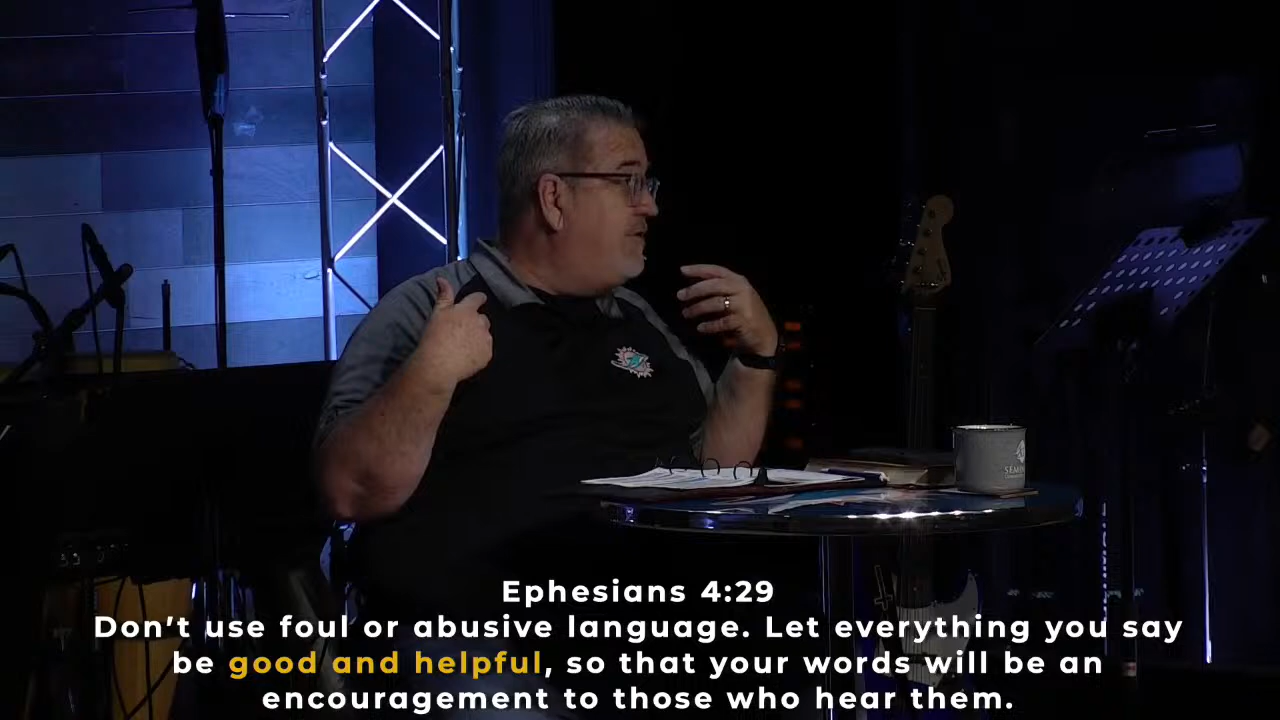 Ephesians 4:29
Don’t use foul or abusive language. Let everything you say
be good and helpful, so that your words will be an
encouragement to those who hear them.